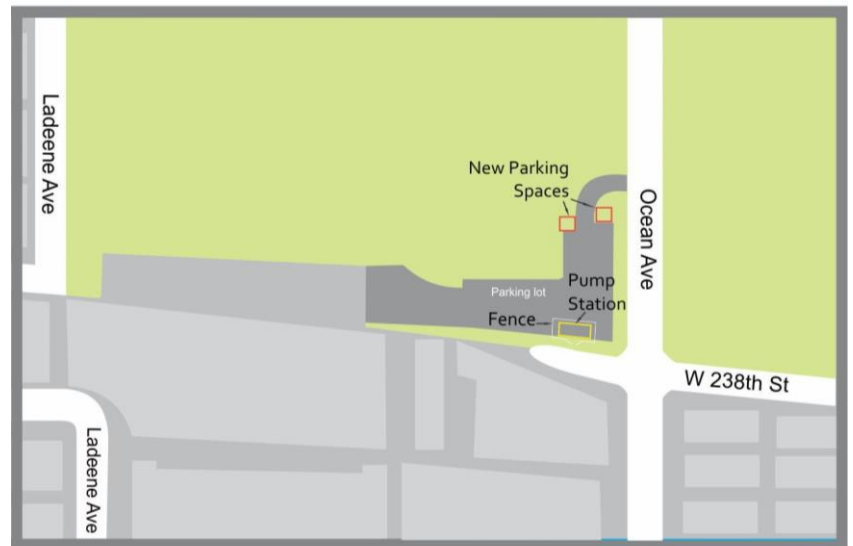 Ladeene Ave
New Parking
Spaces
Ocean Ave
Parking lot
Pump
Station
Fence
W 238th St
Ladeene Ave